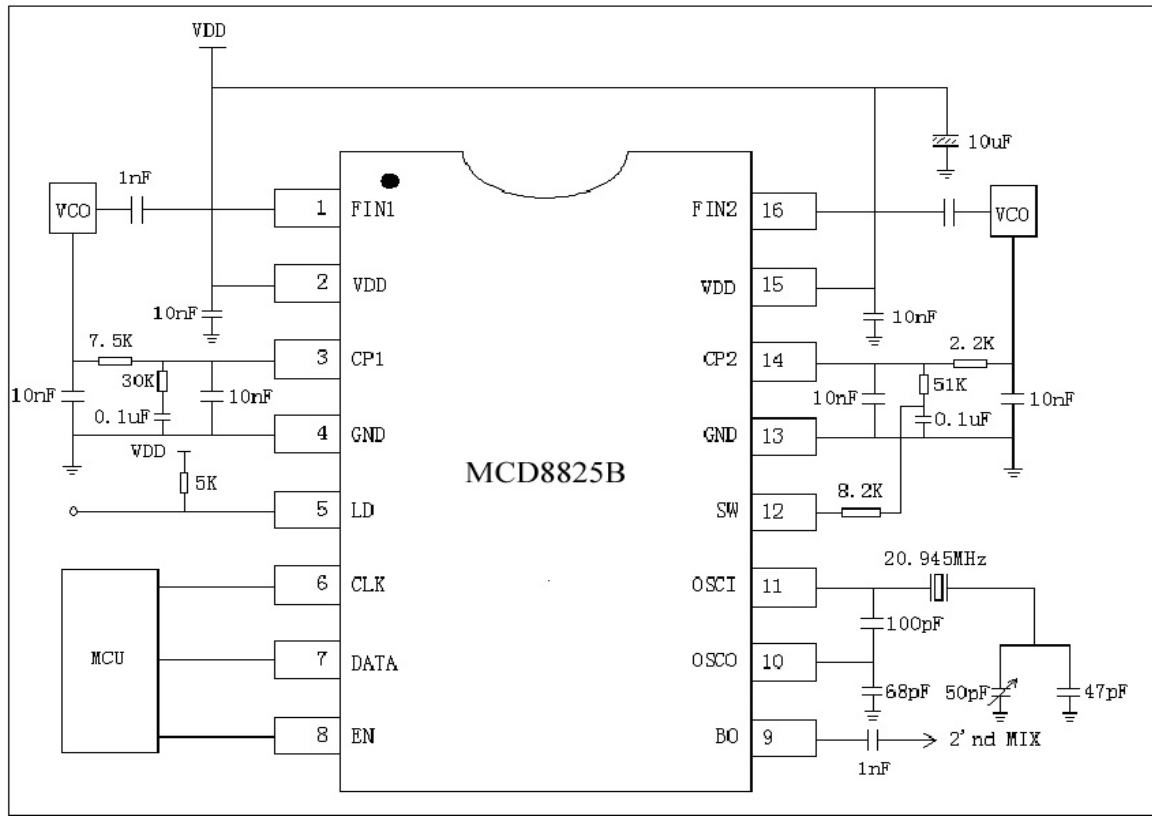 VDD
10uF
1nF
VCO
1 FIN1
FIN2 16
VCO
2 VDD
VDD 15
10nF
10nF
7.5K
3 CP1
CP2 14
2.2K
30K
51K
10nF
10nF
10nF
10nF
0.1uF
0.1uF
4 GND
GND 13
VDD
MCD8825B
5K
8.2K
5 LD
SW 12
20.945MHz
6 CLK
OSCI 11
100pF
MCU
7 DATA
OSCO 10
68pF
50pF
47pF
8 EN
BO 9
2'nd MIX
1nF